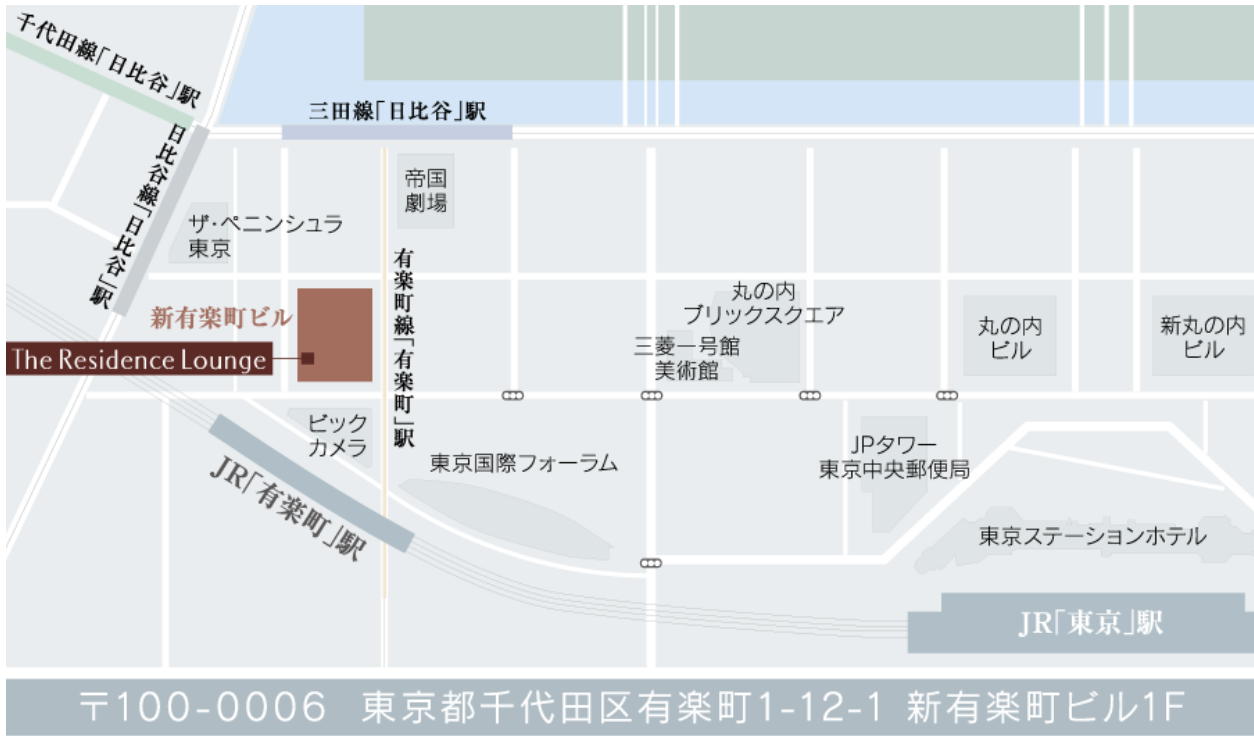 千代田線「日比谷」駅
三田線「日比谷」駅
日比谷線「日比谷」駅
帝国
劇場
ザ・ペニンシュラ
東京
有楽町線「有楽町」駅
新有楽町ビル
The Residence Lounge
丸の内
ブリックスクエア
三菱一号館
美術館
丸の内
ビル
新丸の内
ビル
ビック
カメラ
JR「有楽町」駅
東京国際フォーラム
JPタワー
東京中央郵便局
東京ステーションホテル
JR「東京」駅
〒100-0006 東京都千代田区有楽町1-12-1 新有楽町ビル1F